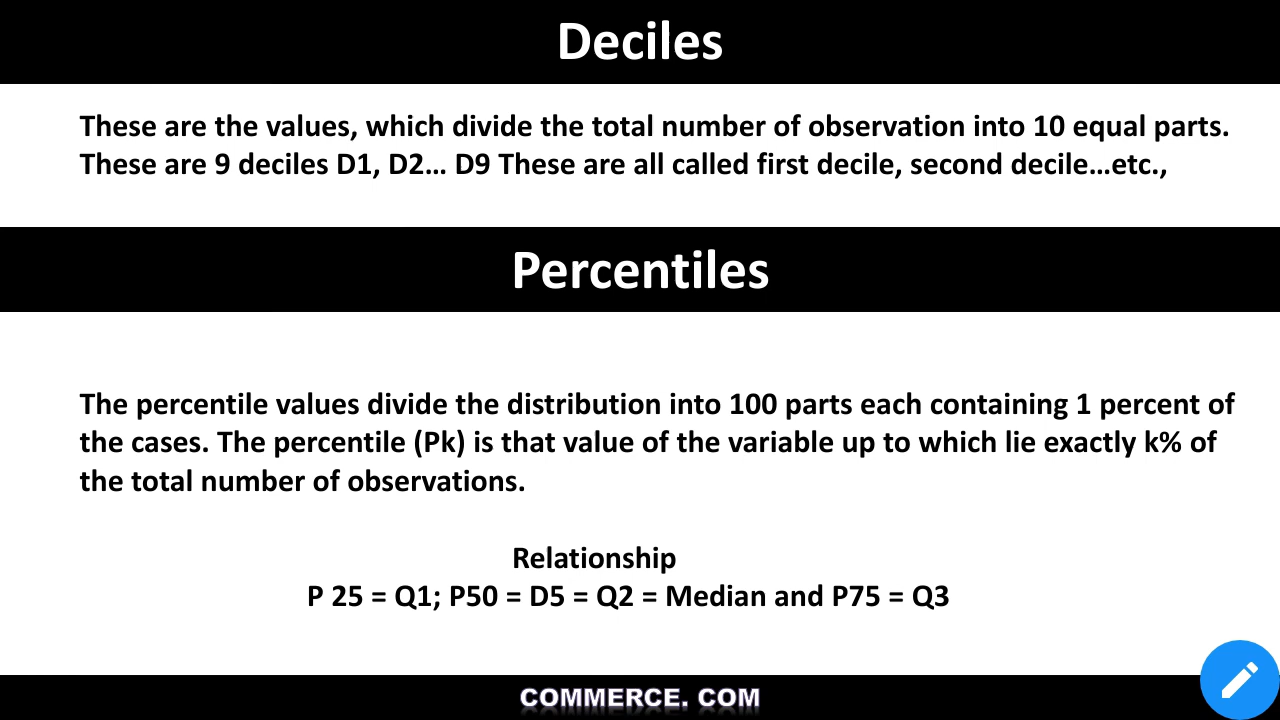 Deciles
These are the values, which divide the total number of observation into 10 equal parts.
These are 9 deciles D1, D2... D9 These are all called first decile, second decile...etc.,
Percentiles
The percentile values divide the distribution into 100 parts each containing 1 percent of
the cases. The percentile (Pk) is that value of the variable up to which lie exactly k% of
the total number of observations.
Relationship
P 25 = Q1; P50 = D5 = Q2 = Median and P75 = Q3
COMMERCE. COM